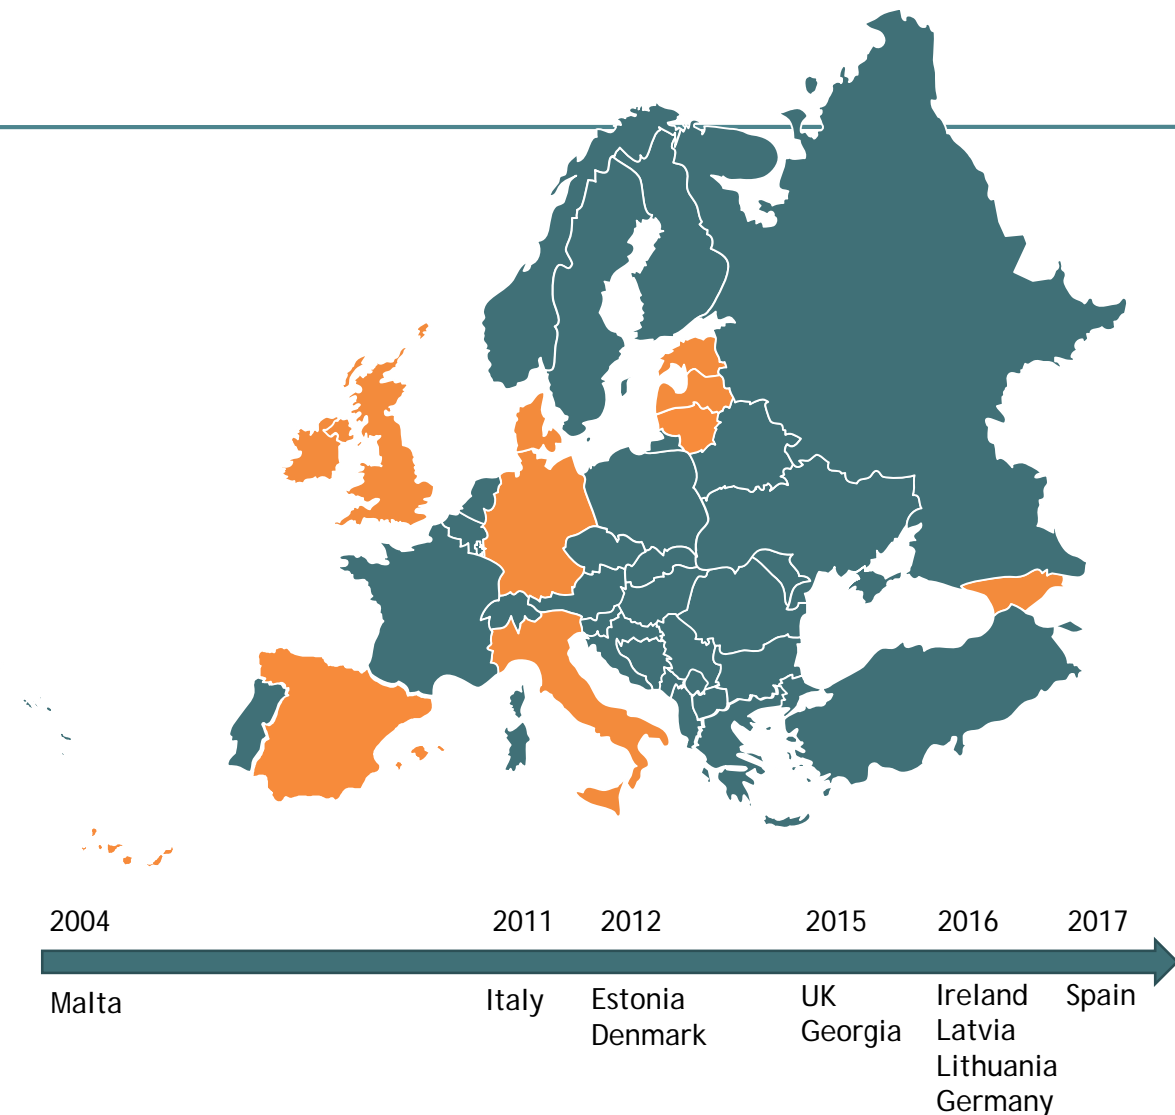 2004 2011 2012 2015 2016 2017
Malta Italy Estonia UK Ireland Spain
Denmark Georgia Latvia
Lithuania
Germany